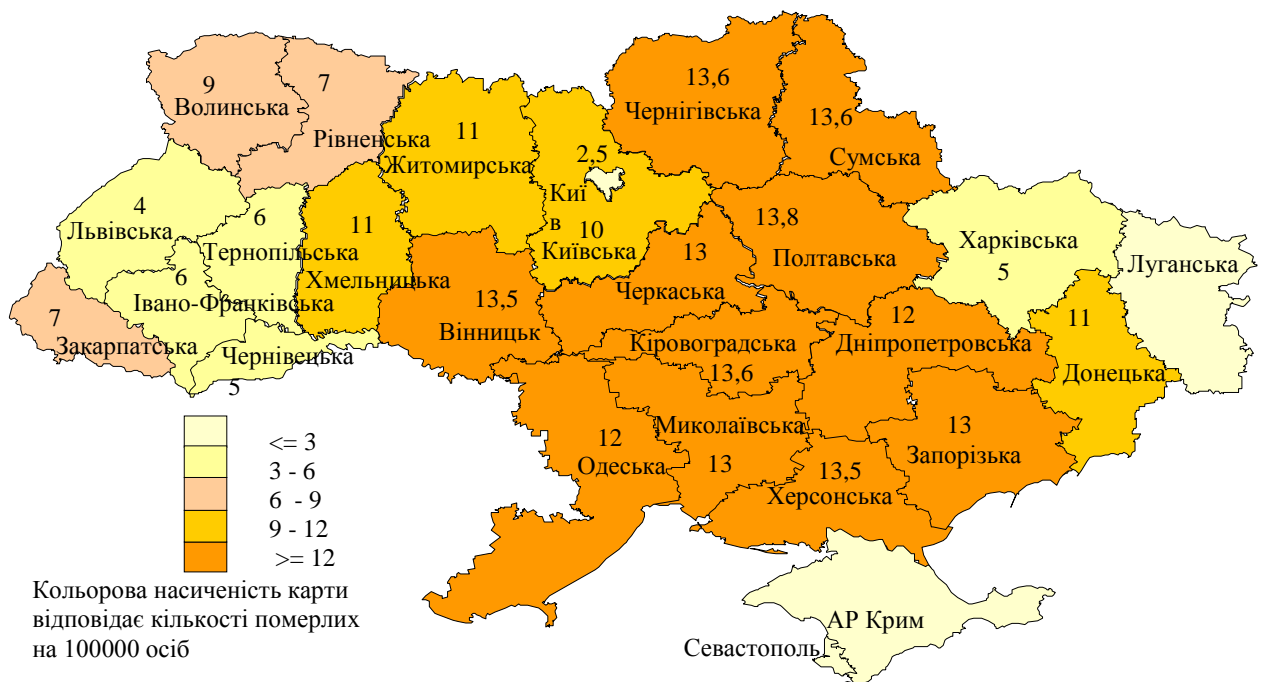 13,6
Чернігівська
9
Волинська
7
Рівненська
13,6
Сумська
11
Житомирська
2,5
Киї
в
10
Київська
4
Львівська
6
Тернопільська
11
Хмельницька
13,8
Полтавська
13
Черкаська
Харківська
5
Луганська
6
Івано-Франківська
7
Закарпатська
Чернівецька
5
13,5
Вінницьк
Кіровоградська
13,6
12
Дніпропетровська
11
Донецька
12
Одеська
Миколаївська
13
13,5
Херсонська
13
Запорізька
<= 3
3 - 6
6 - 9
9 - 12
>= 12
Кольорова насиченість карти
відповідає кількості померлих
на 100000 осіб
АР Крим
Севастополь